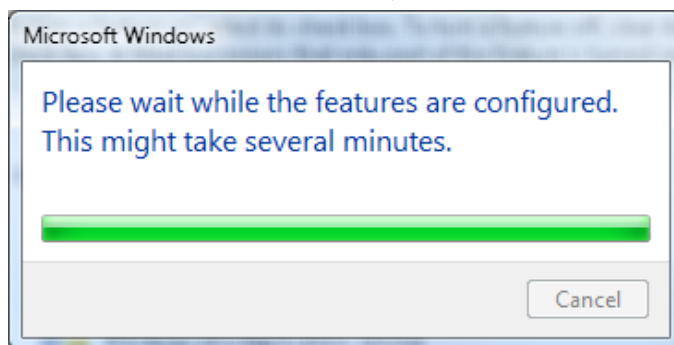 Microsoft Windows
Please wait while the features are configured.
This might take several minutes.
Cancel